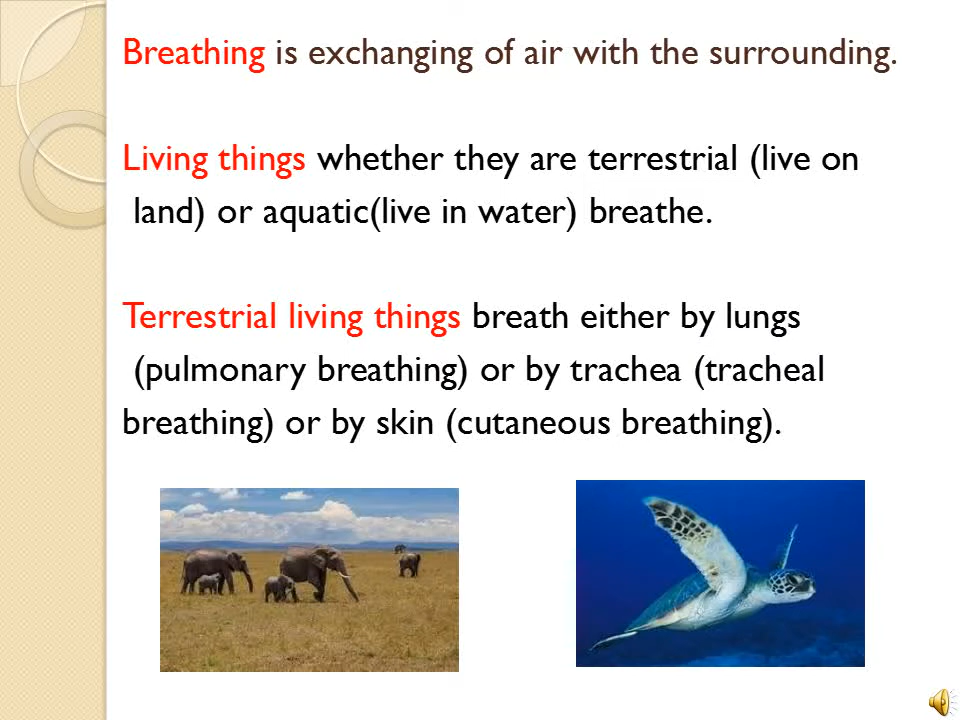 Breathing is exchanging of air with the surrounding.
Living things whether they are terrestrial (live on
land) or aquatic(live in water) breathe.
Terrestrial living things breath either by lungs
(pulmonary breathing) or by trachea (tracheal
breathing) or by skin (cutaneous breathing).